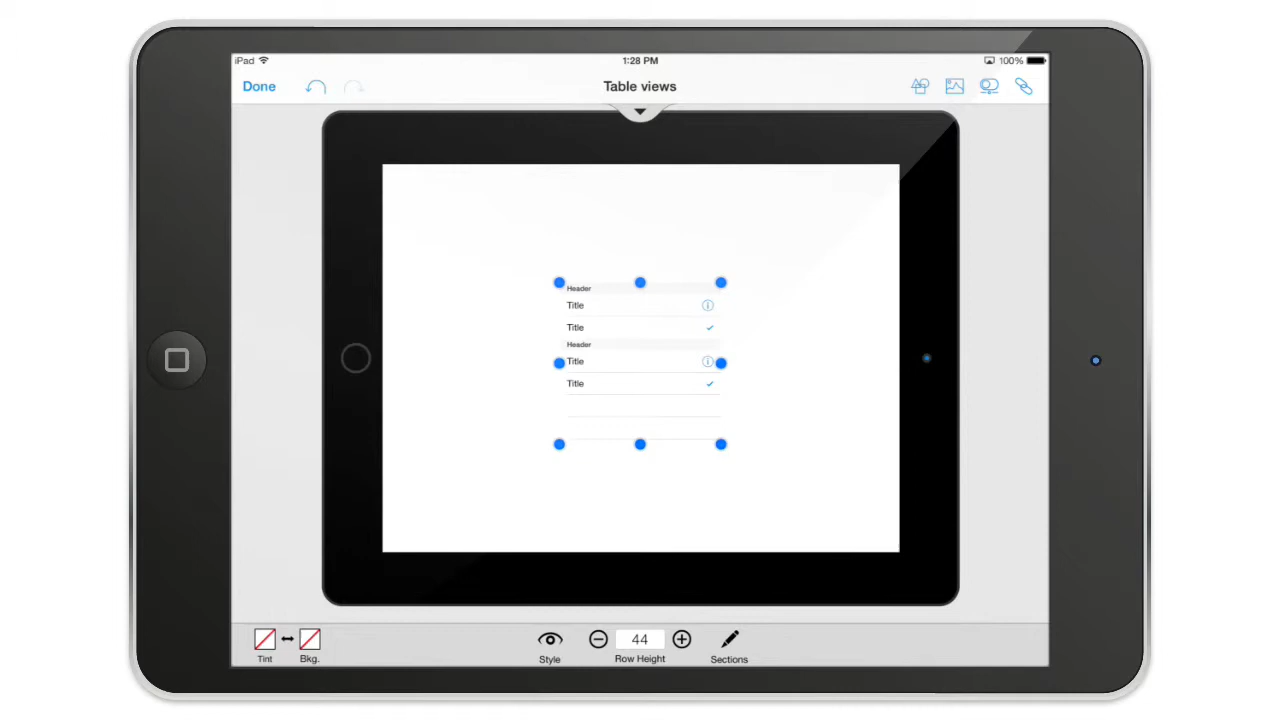 iPad 1:28 PM 100%
Done Table views
Header
Title
Title
Header
Title
Title
44
Tint Bkg. Style Row Height Sections